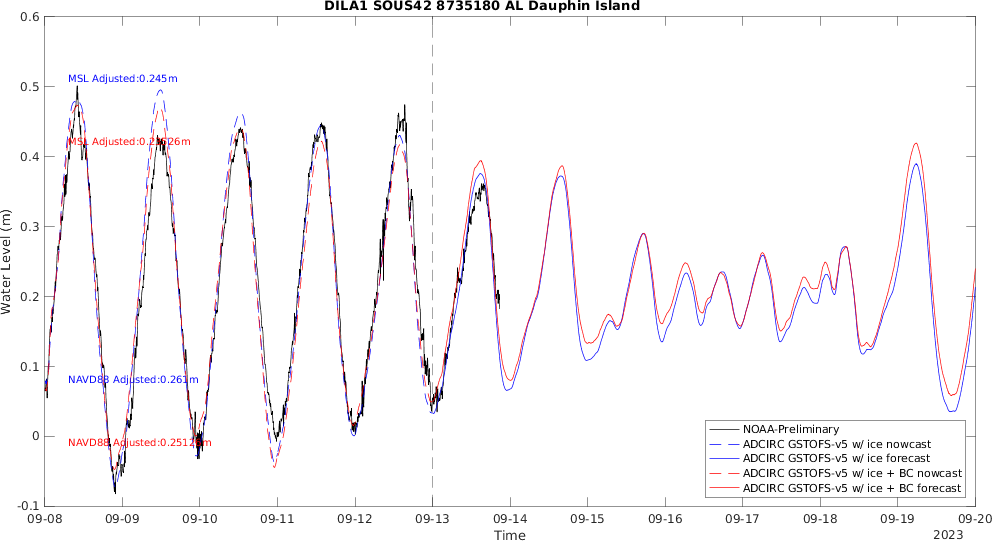 DILA1 SOUS42 8735180 AL Dauphin Island
0.6
0.5
0.4
0.3
0.2
0.1
0
-0.1
Water Level (m)
MSL Adjusted:0.245m
MSL Adjusted:
NAVD88 Adjusted:0.261m
NAVD88 Adjusted:
NOAA-Preliminary
ADCIRC GSTOFS-v5 w/ ice nowcast
ADCIRC GSTOFS-v5 w/ ice forecast
ADCIRC GSTOFS-v5 w/ ice + BC nowcast
ADCIRC GSTOFS-v5 w/ ice + BC forecast
09-08 09-09 09-10 09-11 09-12 09-13 09-14 09-15 09-16 09-17 09-18 09-19 09-20
Time
2023